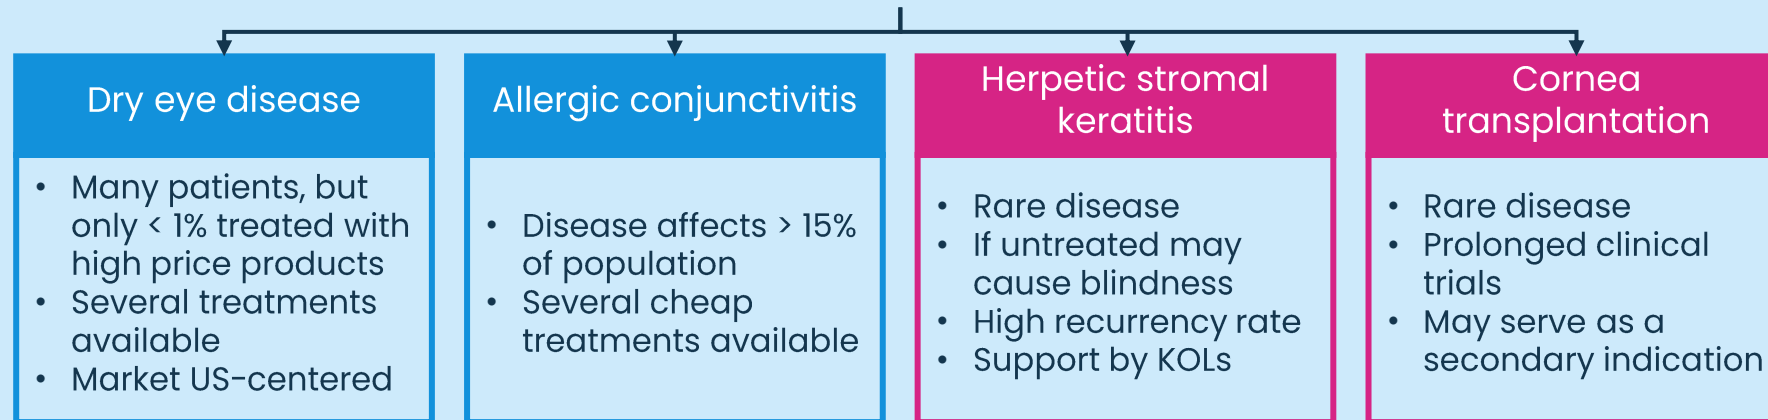 Dry eye disease
• Many patients, but
only < 1% treated with
high price products
• Several treatments
available
• Market US-centered
Allergic conjunctivitis
• Disease affects > 15%
of population
• Several cheap
treatments available
Herpetic stromal
keratitis
• Rare disease
• If untreated may
cause blindness
• High recurrency rate
• Support by KOLs
Cornea
transplantation
• Rare disease
• Prolonged clinical
trials
• May serve as a
secondary indication